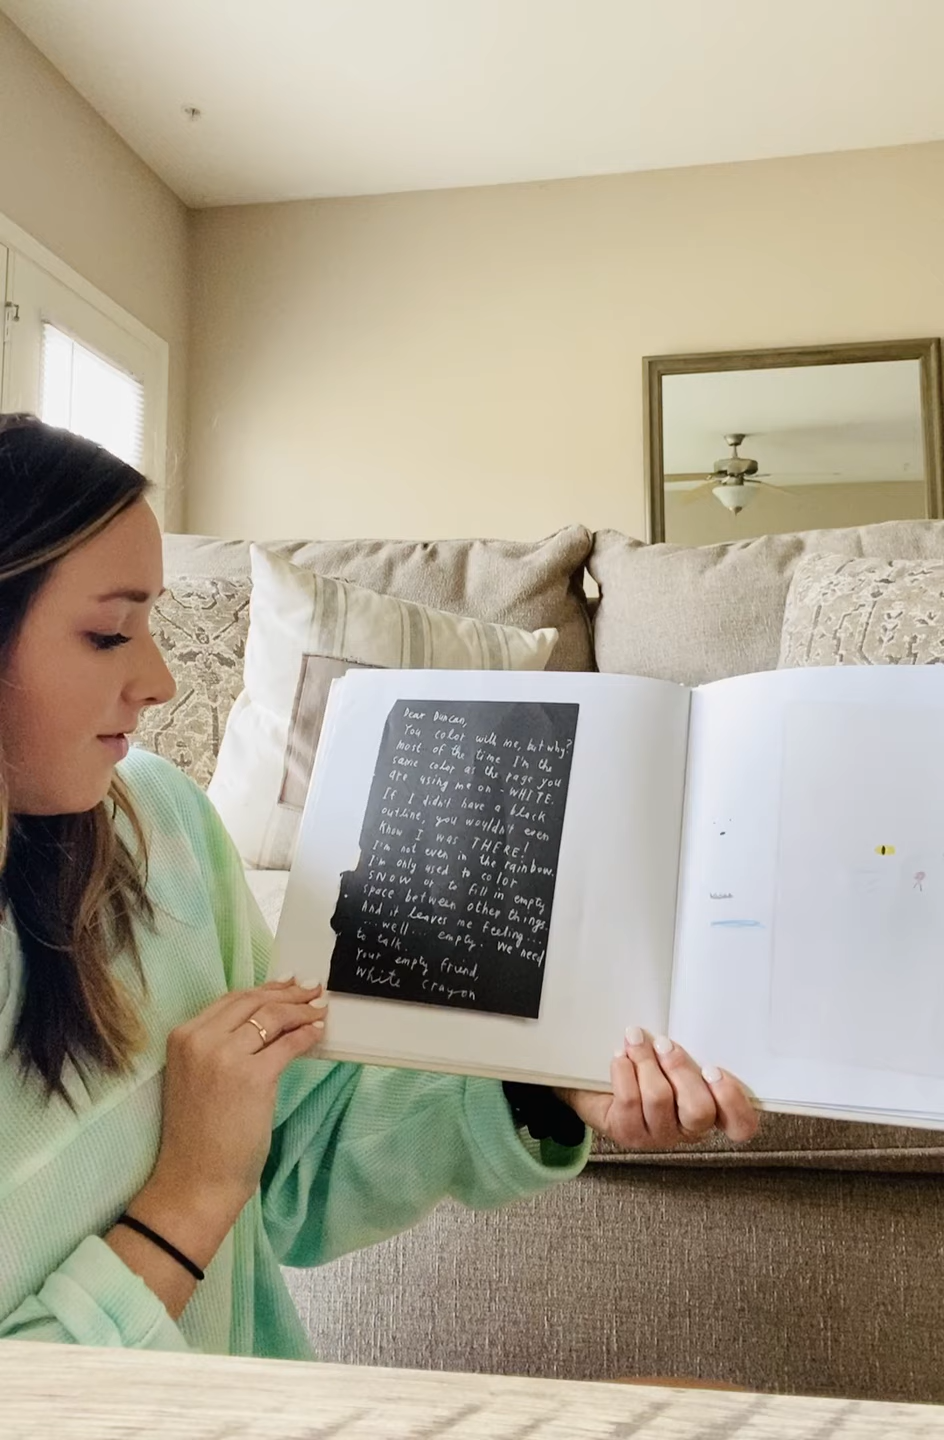 Dear Duncan,
You color with me, but why?
most of the time I'm the
same color as the page you
are using me on - WHITE.
If I didn't have a black
outline, you wouldn't even
know I was THERE!
I'm not even in the rainbow.
I'm only used to color
SNOW or to fill in empty
space between other things.
And it leaves me feeling...
...well... empty. We need
to talk.
Your empty friend,
White crayon